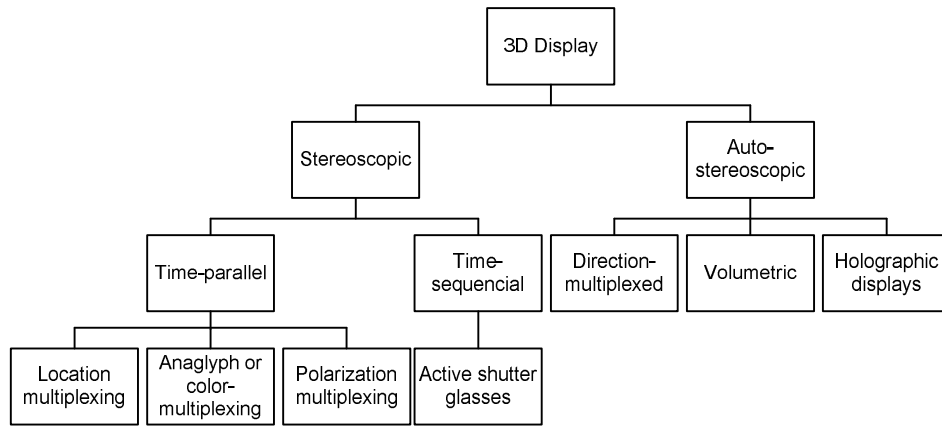 3D Display
Stereoscopic
Auto-
stereoscopic
Time-parallel
Time-
sequencial
Direction-
multiplexed
Volumetric
Holographic
displays
Location
multiplexing
Anaglyph or
color-
multiplexing
Polarization
multiplexing
Active shutter
glasses